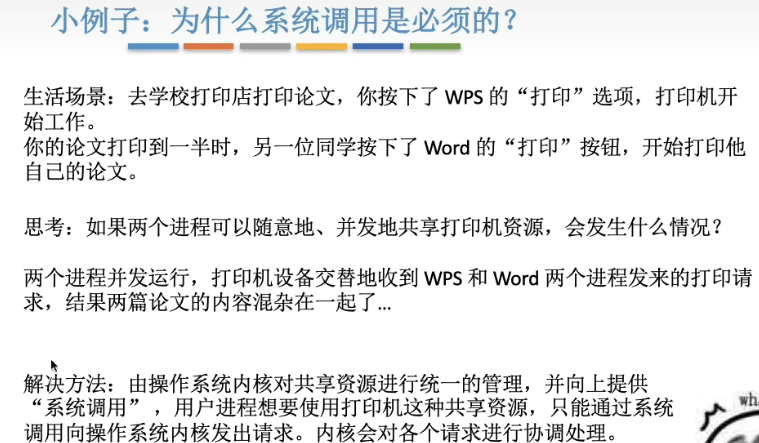 小例子：为什么系统调用是必须的？
生活场景：去学校打印店打印论文，你按下了 WPS 的“打印”选项，打印机开
始工作。
你的论文打印到一半时，另一位同学按下了 Word 的“打印”按钮，开始打印他
自己的论文。
思考：如果两个进程可以随意地、并发地共享打印机资源，会发生什么情况？
两个进程并发运行，打印机设备交替地收到 WPS 和 Word 两个进程发来的打印请
求，结果两篇论文的内容混杂在一起了...
解决方法：由操作系统内核对共享资源进行统一的管理，并向上提供
“系统调用”，用户进程想要使用打印机这种共享资源，只能通过系统
调用向操作系统内核发出请求。内核会对各个请求进行协调处理。